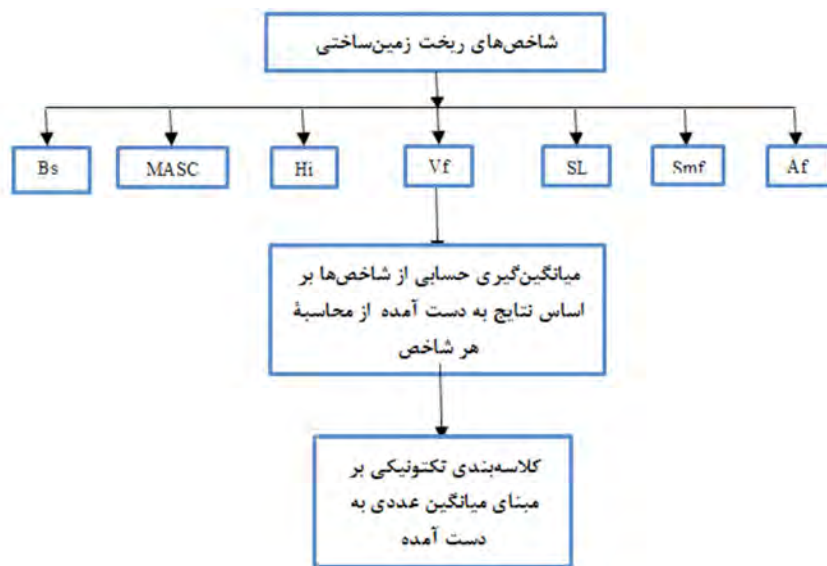 شاخص‌های ریخت زمین‌ساختی
Bs
MASC
Hi
Vf
SL
Smf
Af
میانگین‌گیری حسابی از شاخص‌ها بر
اساس نتایج به دست آمده از محاسبهٔ
هر شاخص
کلاسه‌بندی تکتونیکی بر
مبنای میانگین عددی به
دست آمده